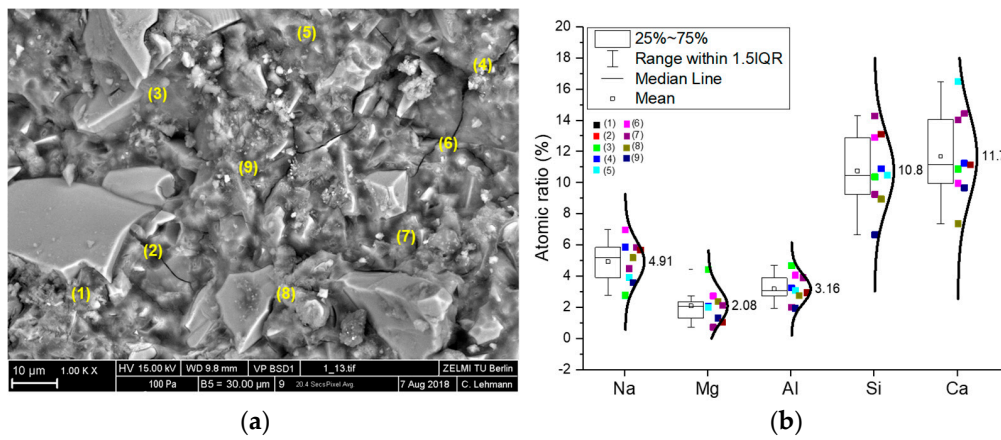 (5)
(4)
(3)
(6)
(9)
(2)
(7)
(1)
(8)
10 µm
1.00 K X
HV 15.00 kV
WD 9.8 mm
VP BSD1
1_13.tif
ZELMI TU Berlin
100 Pa
B5 = 30.00 µm
9
20.4 SecsPixel Avg
7 Aug 2018
C. Lehmann
(a)
b)
Atomic ratio (%)
20
18
16
14
12
10
8
6
4
2
0
-2
25%~75%
Range within 1.5IQR
Median Line
Mean
(1) (6)
(2) (7)
(3) (8)
(4) (9)
(5)
4.91
2.08
3.16
10.8
11.7
Na Mg Al Si Ca
(b)